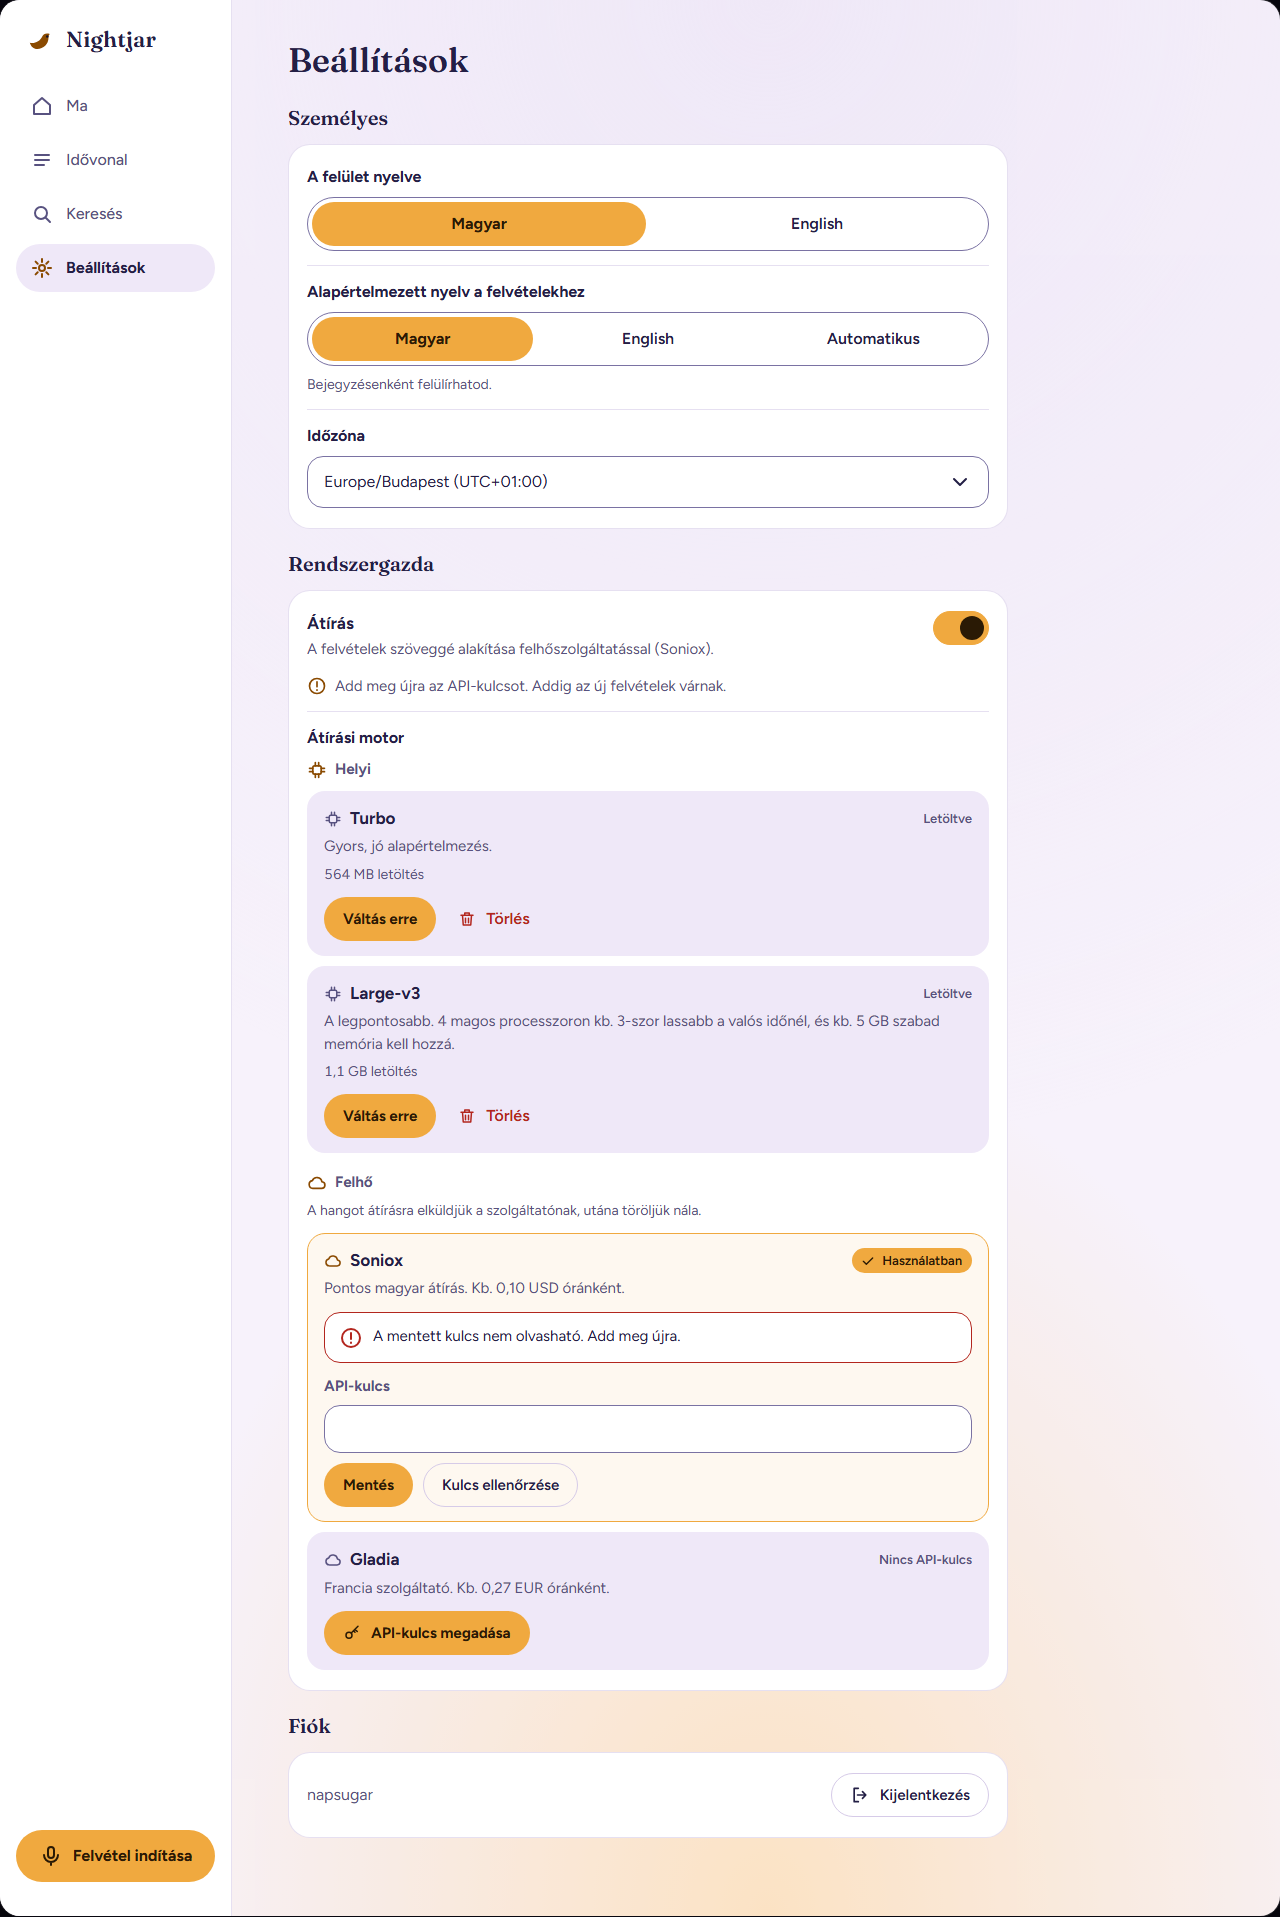 Nightjar
Ma
Idővonal
Keresés
Beállítások
Felvétel indítása
Beállítások
Személyes
A felület nyelve
Magyar
English
Alapértelmezett nyelv a felvételekhez
Magyar
English
Automatikus
Bejegyzésenként felülírhatod.
Időzóna
Europe/Budapest (UTC+01:00)
Rendszergazda
Átírás
A felvételek szöveggé alakítása felhőszolgáltatással (Soniox).
Add meg újra az API-kulcsot. Addig az új felvételek várnak.
Átírási motor
Helyi
Turbo
Letöltve
Gyors, jó alapértelmezés.
564 MB letöltés
Váltás erre
Törlés
Large-v3
Letöltve
A legpontosabb. 4 magos processzoron kb. 3-szor lassabb a valós időnél, és kb. 5 GB szabad
memória kell hozzá.
1,1 GB letöltés
Váltás erre
Törlés
Felhő
A hangot átírásra elküldjük a szolgáltatónak, utána töröljük nála.
Soniox
Használatban
Pontos magyar átírás. Kb. 0,10 USD óránként.
A mentett kulcs nem olvasható. Add meg újra.
API-kulcs
Mentés
Kulcs ellenőrzése
Gladia
Nincs API-kulcs
Francia szolgáltató. Kb. 0,27 EUR óránként.
API-kulcs megadása
Fiók
napsugar
Kijelentkezés